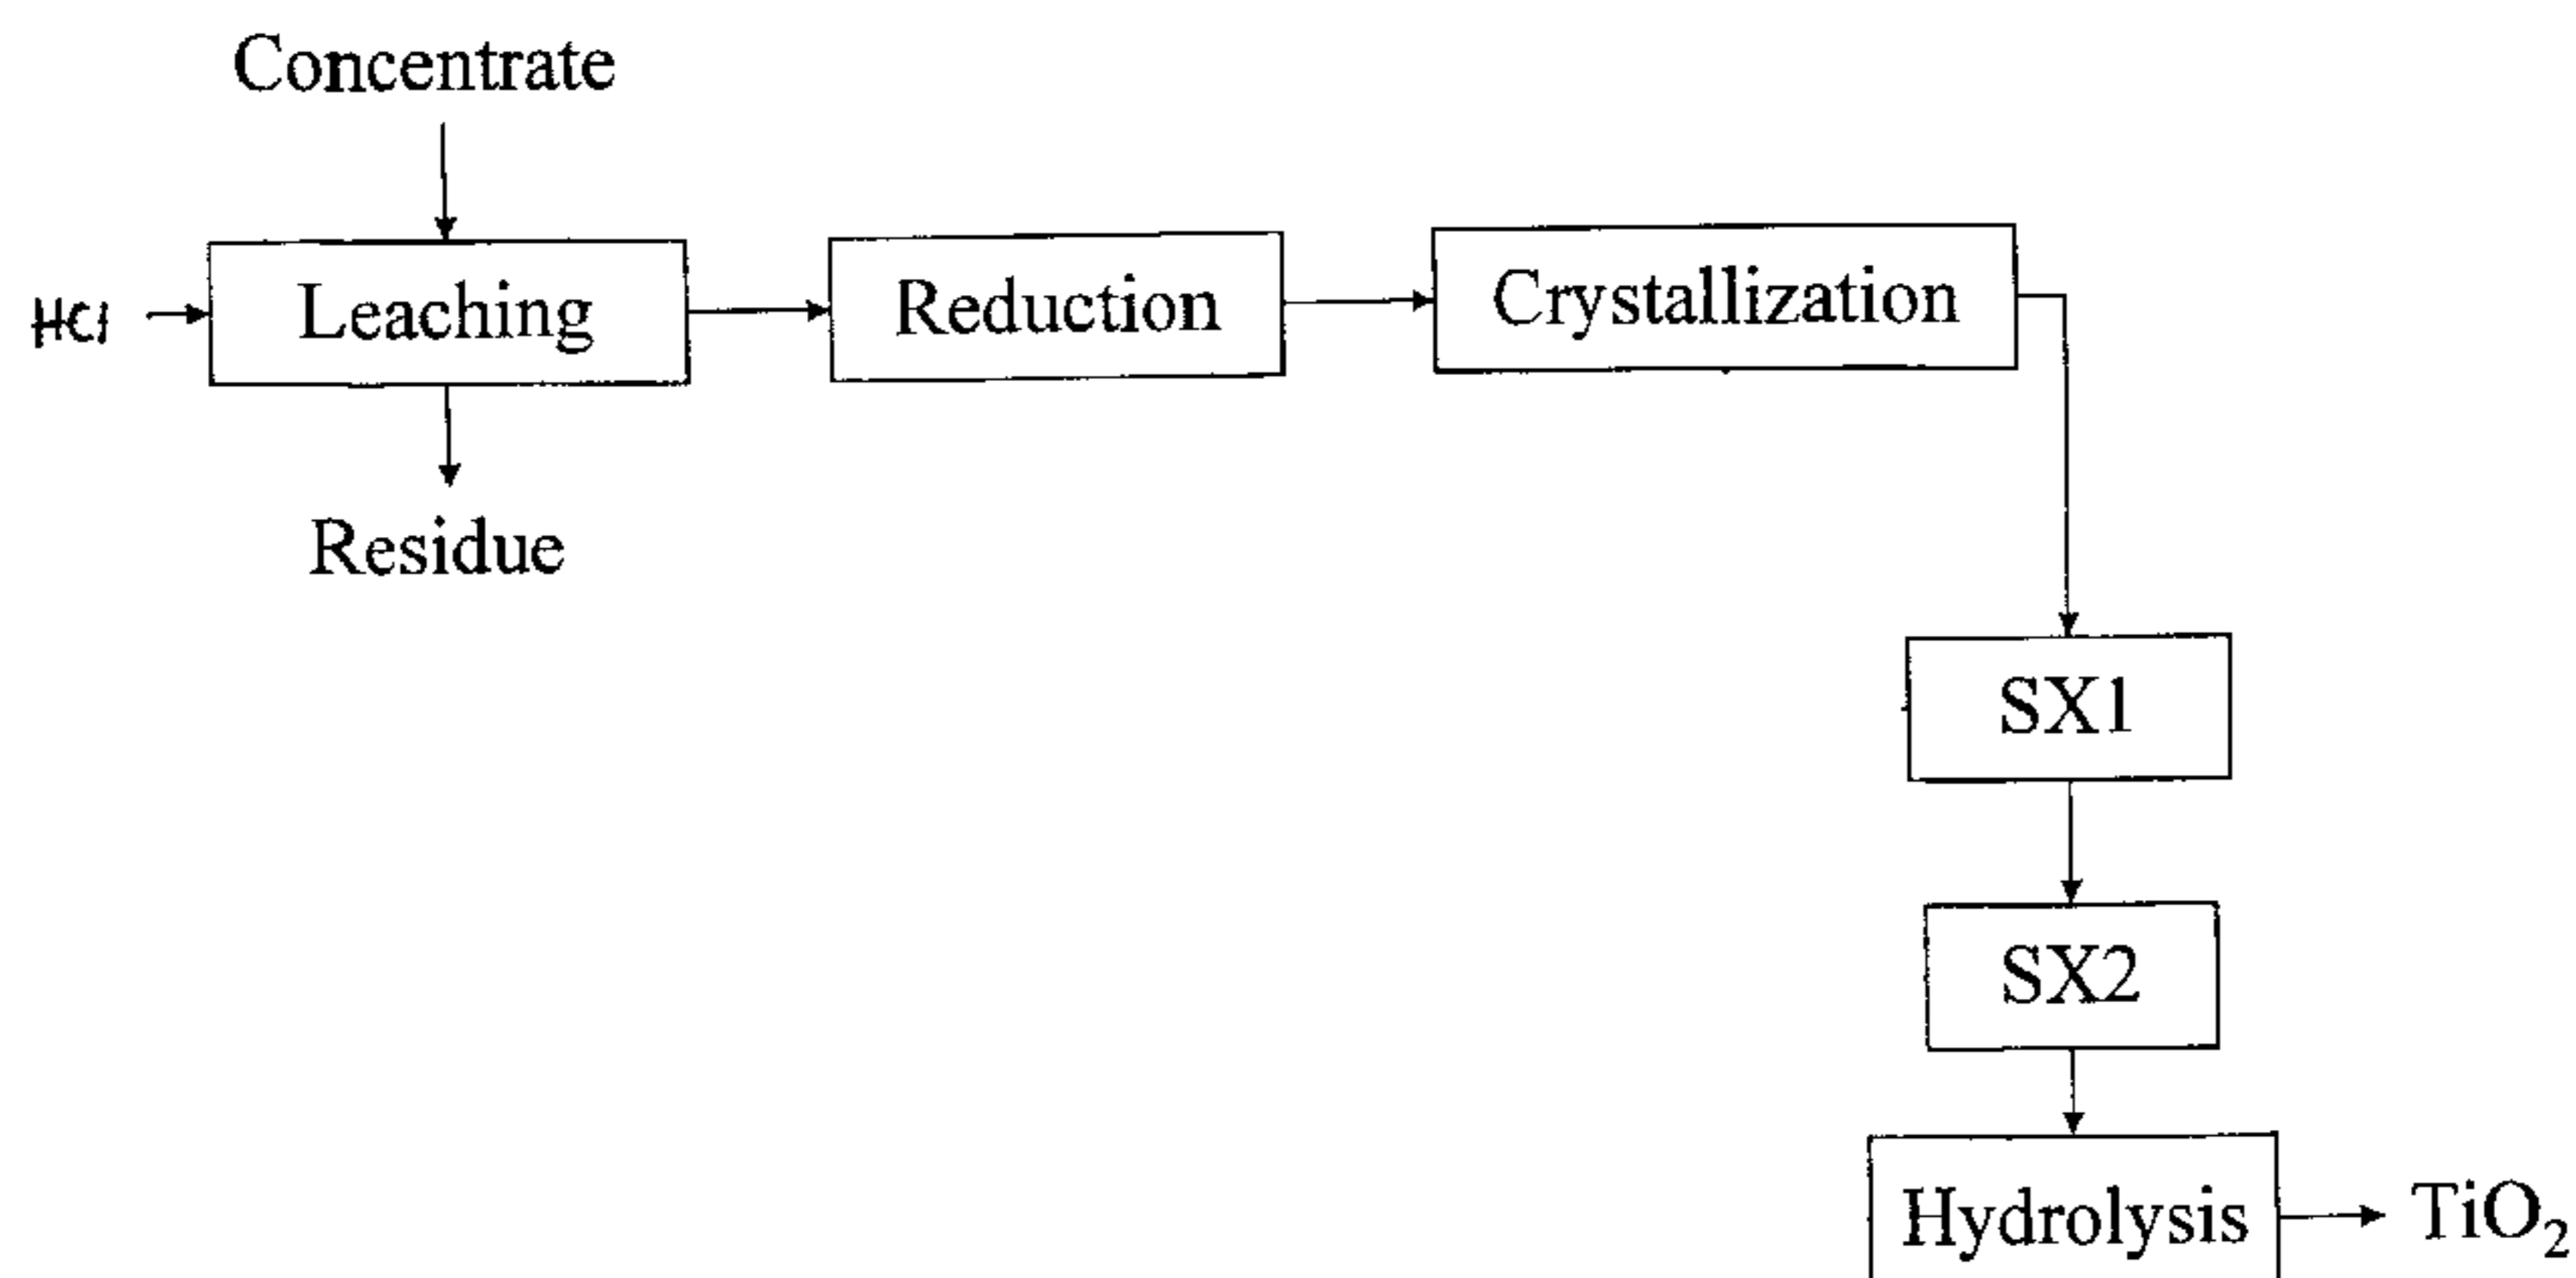 Concentrate
HCl
Leaching
Reduction
Crystallization
Residue
SX1
SX2
Hydrolysis
TiO₂